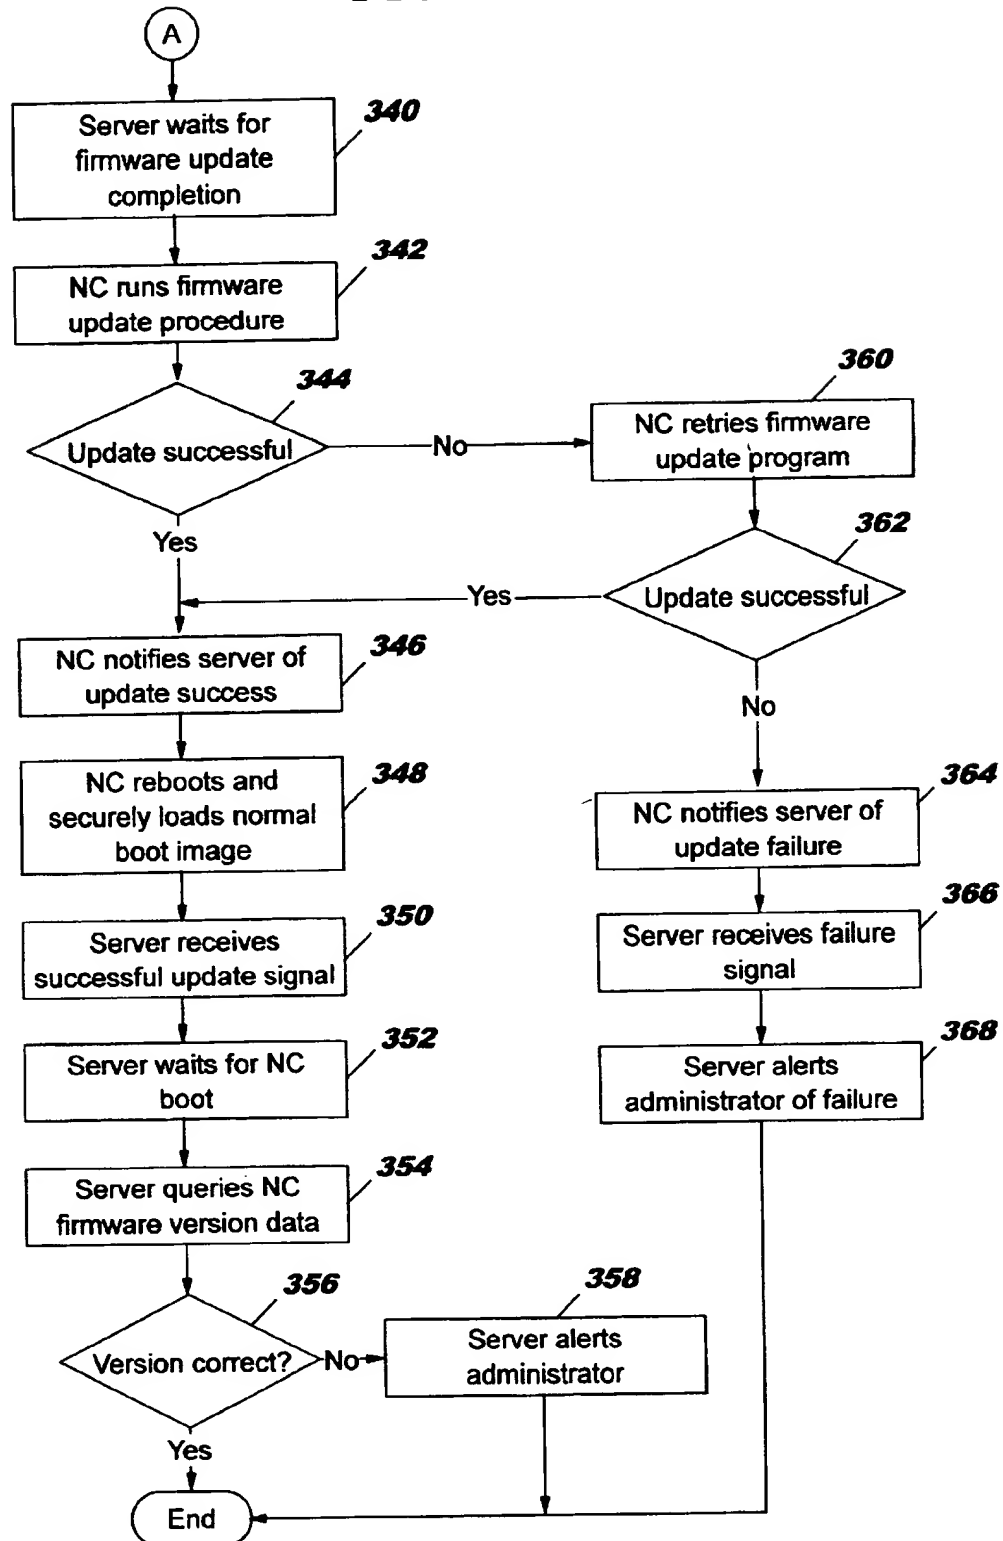 A
Server waits for
firmware update
completion
340
NC runs firmware
update procedure
342
Update successful
344
No
Yes
NC retries firmware
update program
360
Update successful
362
Yes
No
NC notifies server of
update success
346
NC reboots and
securely loads normal
boot image
348
Server receives
successful update signal
350
Server waits for NC
boot
352
Server queries NC
firmware version data
354
Version correct?
356
No
Yes
Server alerts
administrator
358
NC notifies server of
update failure
364
Server receives failure
signal
366
Server alerts
administrator of failure
368
End